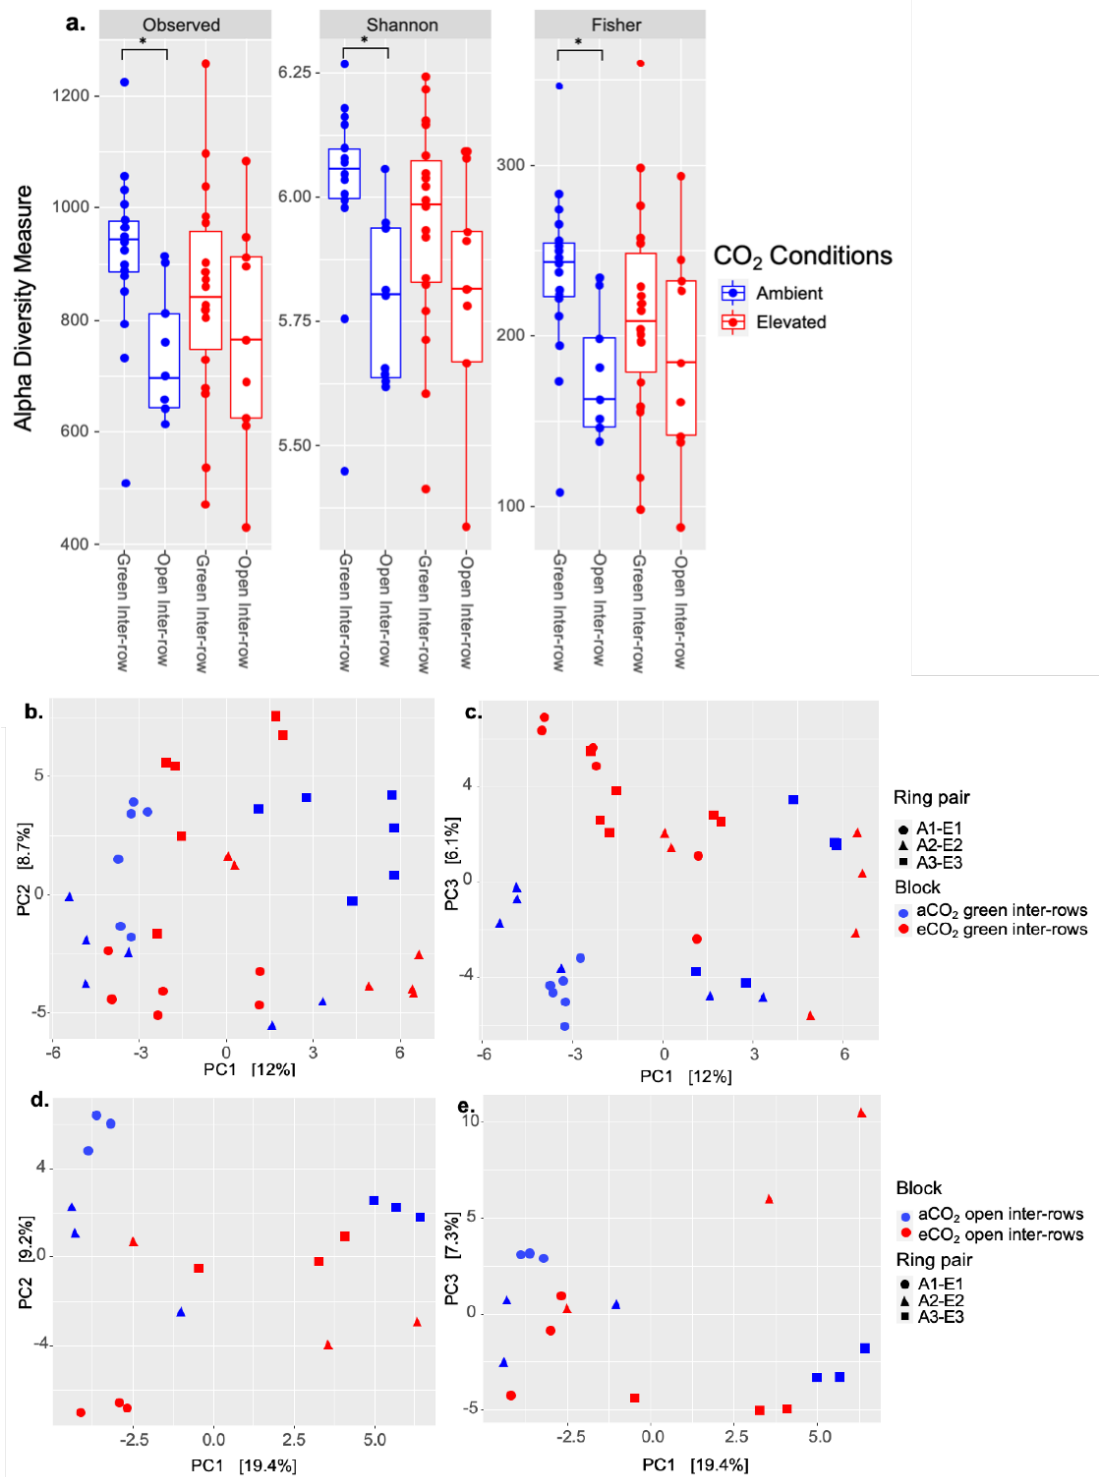 a.
Observed
Shannon
Fisher
*
*
*
Alpha Diversity Measure
1200
1000
800
600
400
6.25
6.00
5.75
5.50
300
200
100
Green Inter-row
Open Inter-row
Green Inter-row
Open Inter-row
Green Inter-row
Open Inter-row
Green Inter-row
Open Inter-row
Green Inter-row
Open Inter-row
Green Inter-row
Open Inter-row
CO₂ Conditions
Ambient
Elevated
b.
PC2 [8.7%]
5
0
-5
-6
-3
0
3
6
PC1 [12%]
c.
PC3 [6.1%]
4
0
-4
-6
-3
0
3
6
PC1 [12%]
Ring pair
A1-E1
A2-E2
A3-E3
Block
aCO₂ green inter-rows
eCO₂ green inter-rows
d.
PC2 [9.2%]
4
0.0
-4
-2.5
0.0
2.5
5.0
PC1 [19.4%]
e.
PC3 [7.3%]
10
5
0
-5
-2.5
0.0
2.5
5.0
PC1 [19.4%]
Block
aCO₂ open inter-rows
eCO₂ open inter-rows
Ring pair
A1-E1
A2-E2
A3-E3